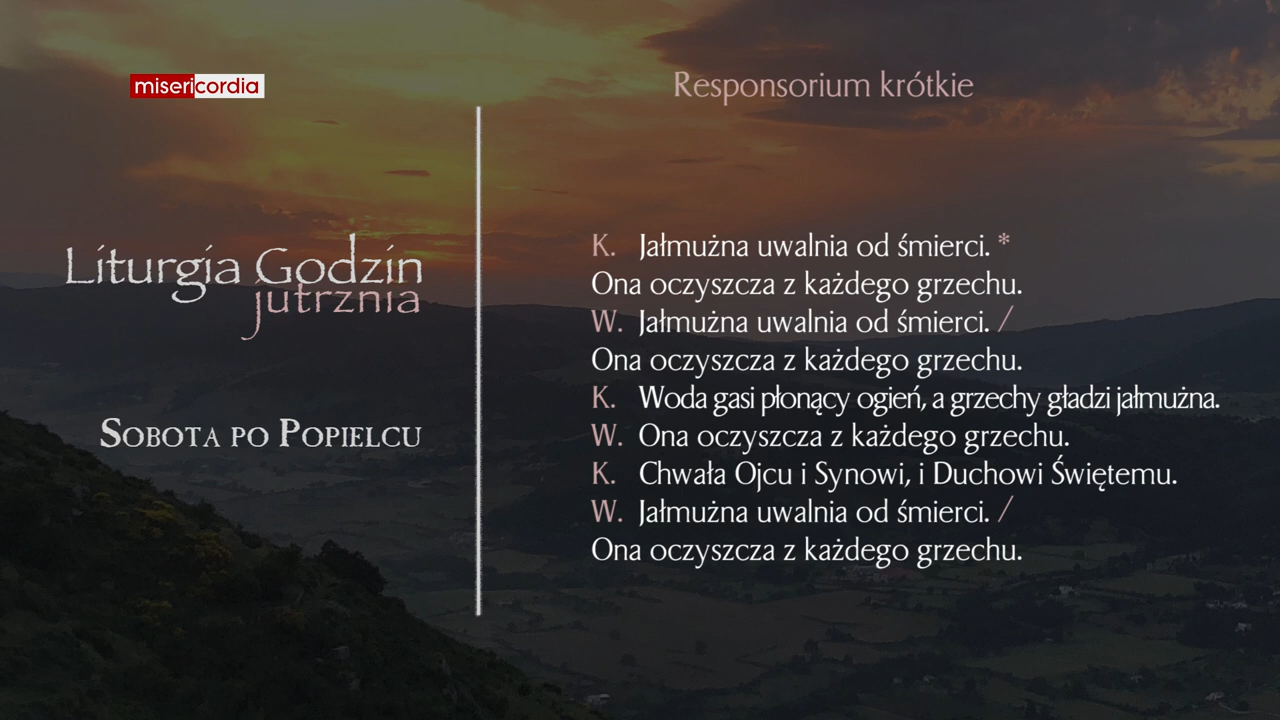 misericordia
Liturgia Godzin
jutrznia
Sobota po Popielcu
Responsorium krótkie
K. Jałmużna uwalnia od śmierci. *
Ona oczyszcza z każdego grzechu.
W. Jałmużna uwalnia od śmierci. /
Ona oczyszcza z każdego grzechu.
K. Woda gasi płonący ogień, a grzechy gładzi jałmużna.
W. Ona oczyszcza z każdego grzechu.
K. Chwała Ojcu i Synowi, i Duchowi Świętemu.
W. Jałmużna uwalnia od śmierci. /
Ona oczyszcza z każdego grzechu.